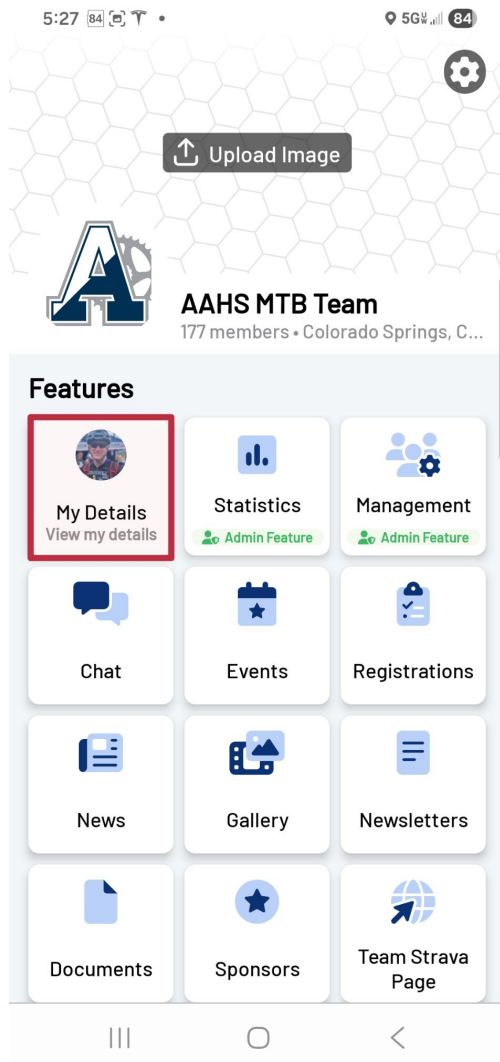 5:27 84
5G 84
Upload Image
A
AAHS MTB Team
177 members • Colorado Springs, C...
Features
My Details
View my details
Statistics
Admin Feature
Management
Admin Feature
Chat
Events
Registrations
News
Gallery
Newsletters
Documents
Sponsors
Team Strava
Page